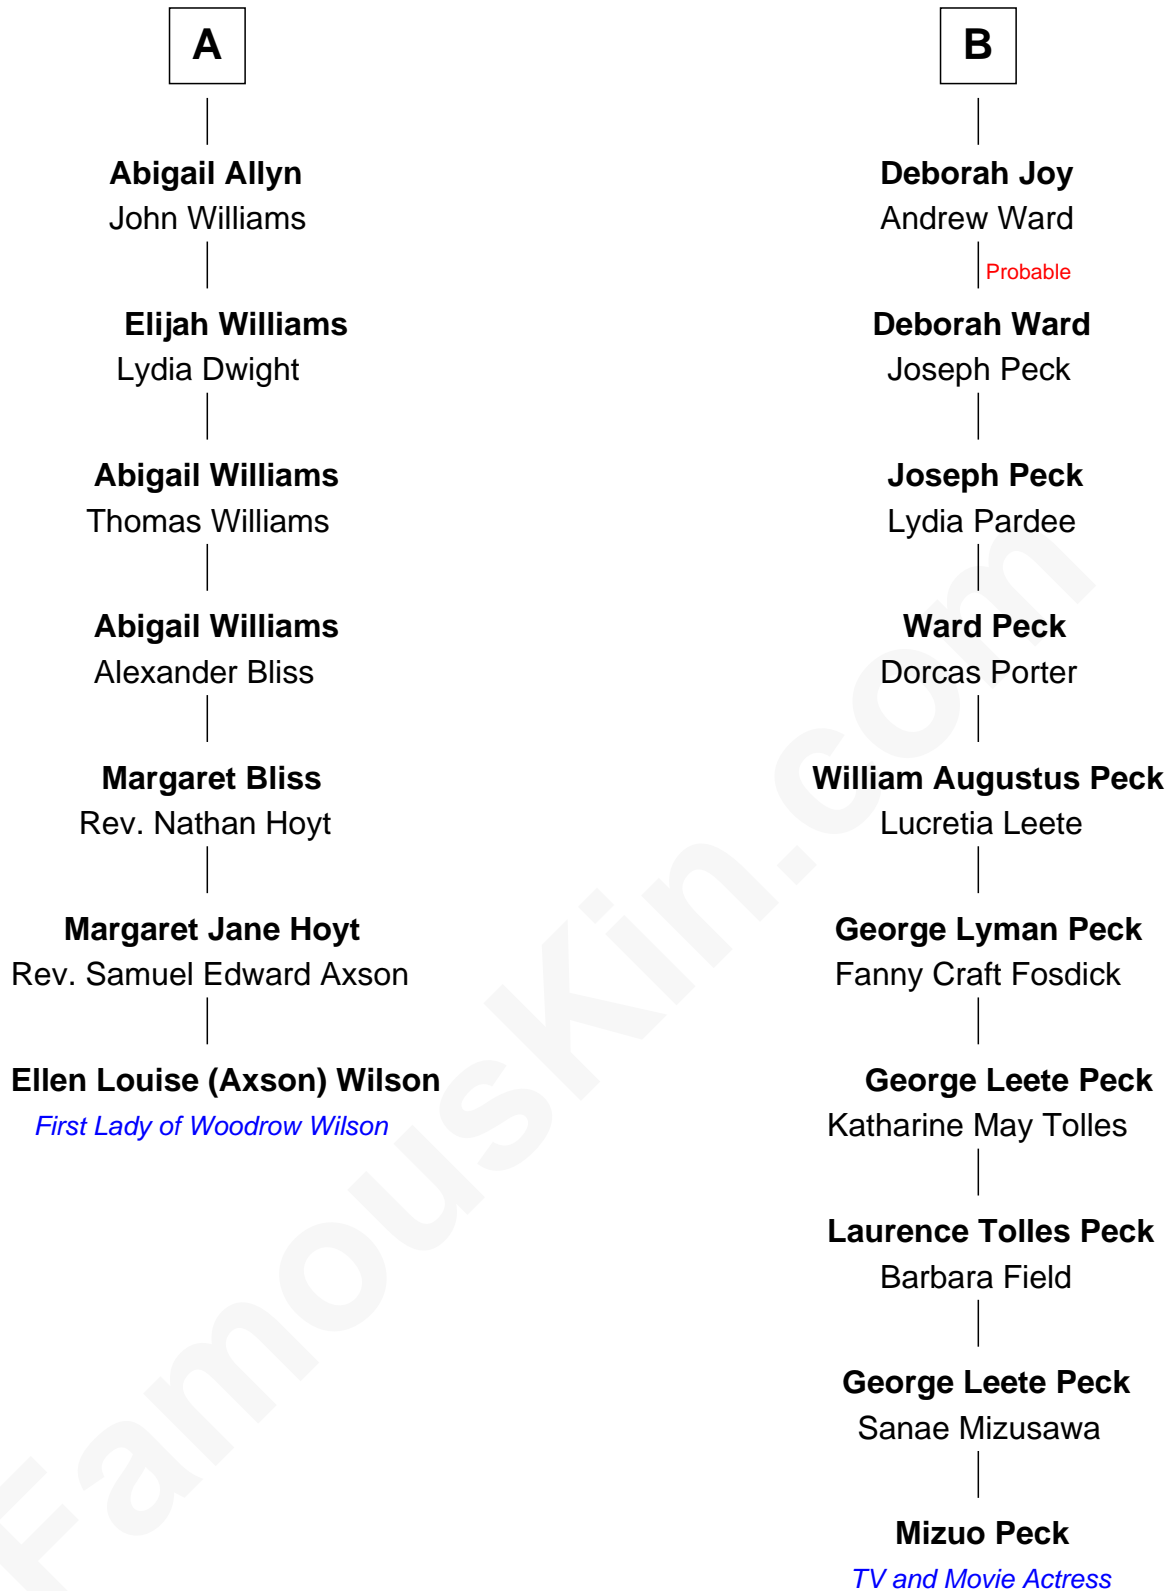 A
Abigail Allyn
John Williams
Elijah Williams
Lydia Dwight
Abigail Williams
Thomas Williams
Abigail Williams
Alexander Bliss
Margaret Bliss
Rev. Nathan Hoyt
Margaret Jane Hoyt
Rev. Samuel Edward Axson
Ellen Louise (Axson) Wilson
First Lady of Woodrow Wilson
B
Deborah Joy
Andrew Ward
Probable
Deborah Ward
Joseph Peck
Joseph Peck
Lydia Pardee
Ward Peck
Dorcas Porter
William Augustus Peck
Lucretia Leete
George Lyman Peck
Fanny Craft Fosdick
George Leete Peck
Katharine May Tolles
Laurence Tolles Peck
Barbara Field
George Leete Peck
Sanae Mizusawa
Mizuo Peck
TV and Movie Actress
FamousKin.com